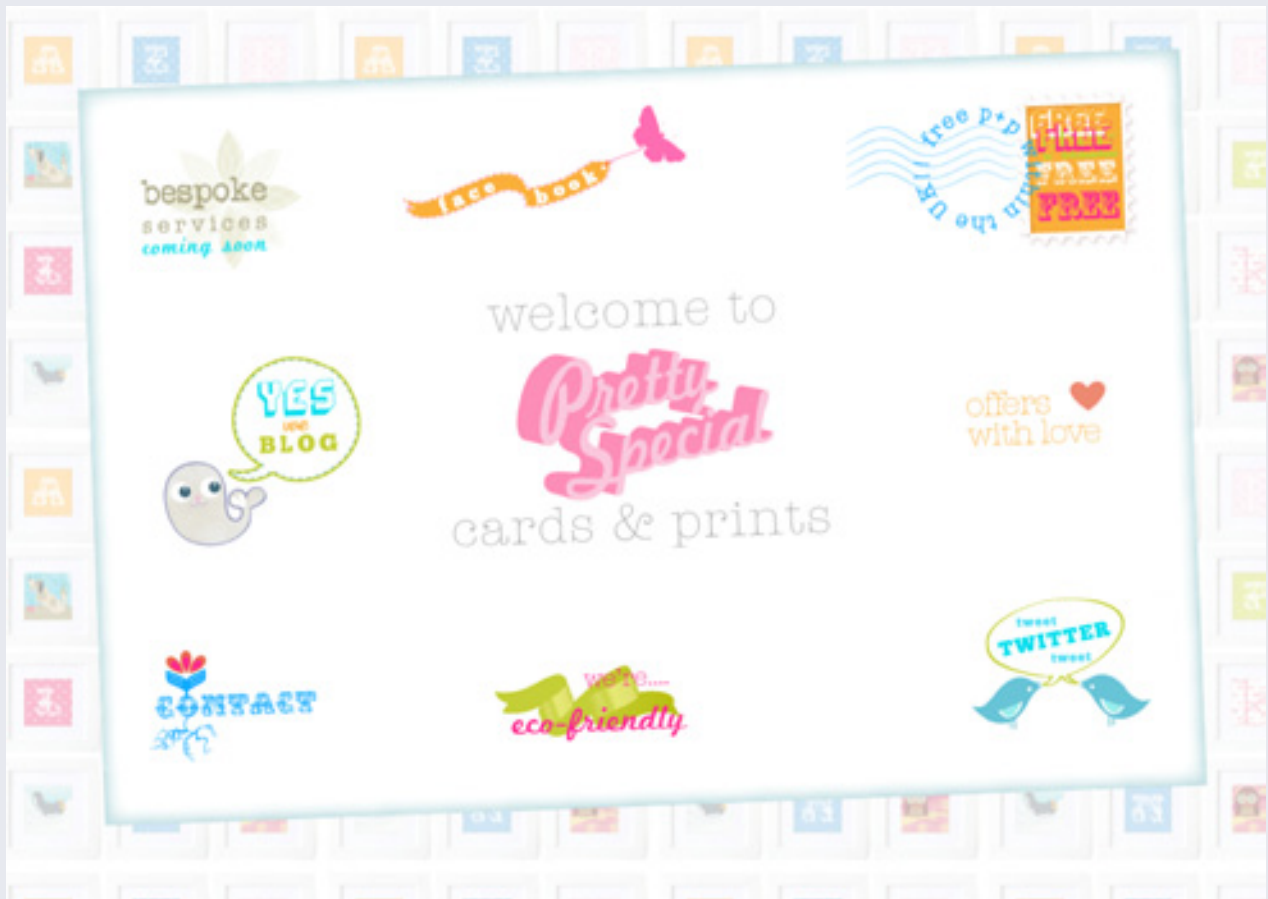 bespoke
services
coming soon
face book
free p+p within the UK!!
FREE
FREE
FREE
FREE
welcome to
Pretty
Special
cards & prints
YES
we
BLOG
offers
with love
CONTACT
we're....
eco-friendly
tweet
TWITTER
tweet